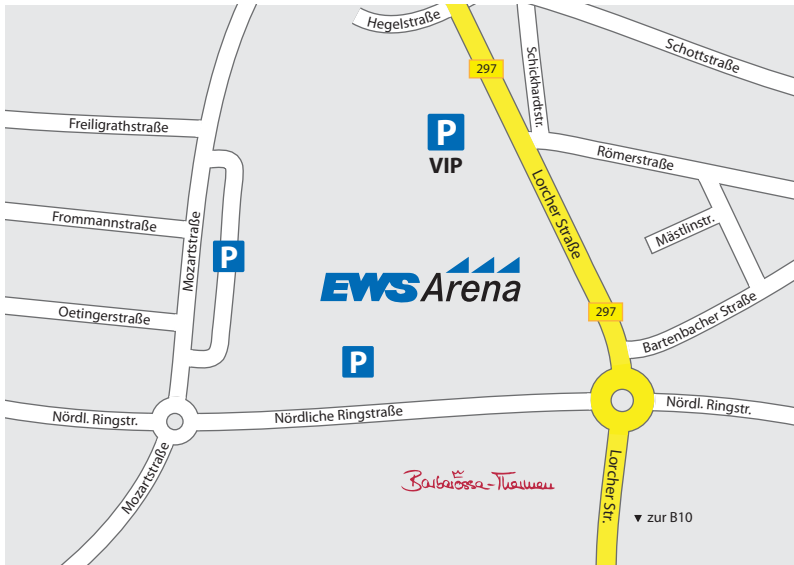 Hegelstraße
Schottstraße
297
Schickhardtstr.
Freiligrathstraße
P
VIP
Römerstraße
Lorcher Straße
Frommannstraße
Mozartstraße
Mästlinstr.
P
EWS Arena
297
Oetingerstraße
Bartenbacher Straße
P
Nördl. Ringstr.
Nördliche Ringstraße
Nördl. Ringstr.
Mozartstraße
Barbarossa-Thermen
Lorcher Str.
zur B10